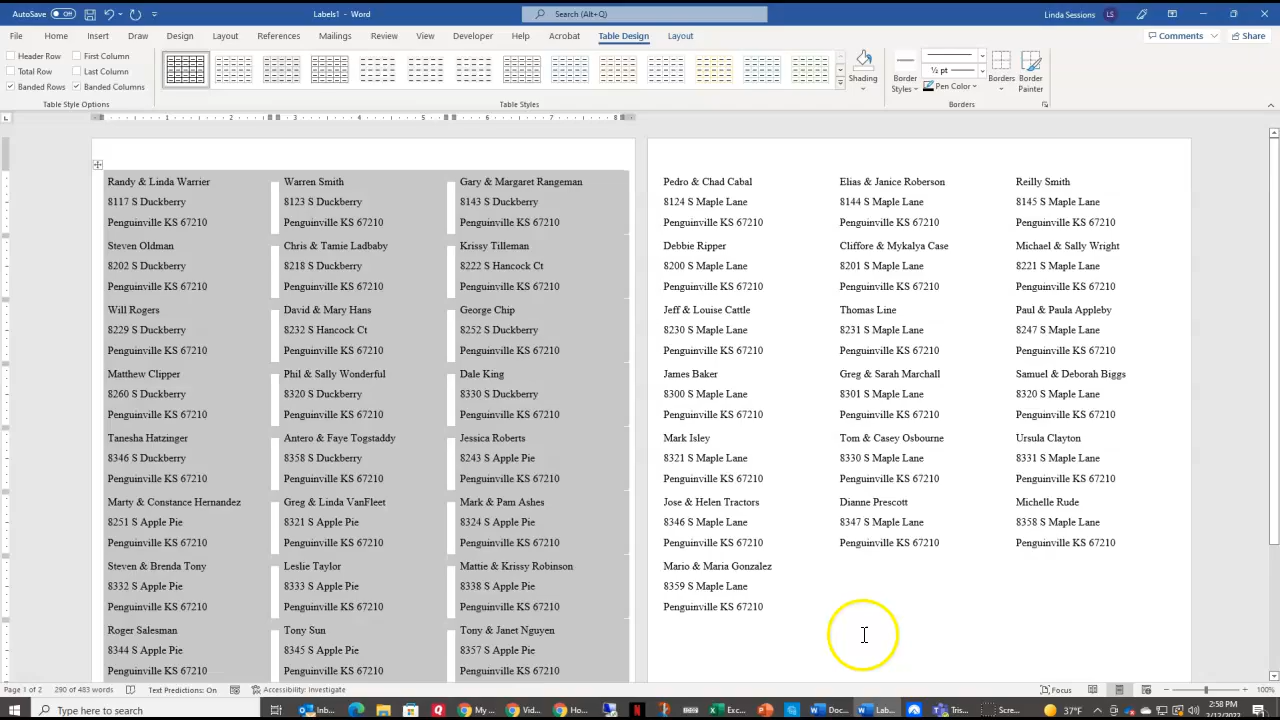 AutoSave Off
Labels1 - Word
Search (Alt+Q)
Linda Sessions LS
File Home Insert Draw Design Layout References Mailings Review View Developer Help Acrobat Table Design Layout
Comments Share
Header Row First Column
Total Row Last Column
Banded Rows Banded Columns
Table Style Options
Table Styles
Shading
Border Styles
½ pt
Pen Color
Borders
Border Painter
Borders
1 2 3 4 5 6 7 8
Randy & Linda Warrier
8117 S Duckberry
Penguinville KS 67210
Warren Smith
8123 S Duckberry
Penguinville KS 67210
Gary & Margaret Rangeman
8143 S Duckberry
Penguinville KS 67210
Steven Oldman
8202 S Duckberry
Penguinville KS 67210
Chris & Tamie Ladbaby
8218 S Duckberry
Penguinville KS 67210
Krissy Tilleman
8222 S Hancock Ct
Penguinville KS 67210
Will Rogers
8229 S Duckberry
Penguinville KS 67210
David & Mary Hans
8232 S Hancock Ct
Penguinville KS 67210
George Chip
8252 S Duckberry
Penguinville KS 67210
Matthew Clipper
8260 S Duckberry
Penguinville KS 67210
Phil & Sally Wonderful
8320 S Duckberry
Penguinville KS 67210
Dale King
8330 S Duckberry
Penguinville KS 67210
Tanesha Hatzinger
8346 S Duckberry
Penguinville KS 67210
Antero & Faye Togstaddy
8358 S Duckberry
Penguinville KS 67210
Jessica Roberts
8243 S Apple Pie
Penguinville KS 67210
Marty & Constance Hernandez
8251 S Apple Pie
Penguinville KS 67210
Greg & Linda VanFleet
8321 S Apple Pie
Penguinville KS 67210
Mark & Pam Ashes
8324 S Apple Pie
Penguinville KS 67210
Steven & Brenda Tony
8332 S Apple Pie
Penguinville KS 67210
Leslie Taylor
8333 S Apple Pie
Penguinville KS 67210
Mattie & Krissy Robinson
8338 S Apple Pie
Penguinville KS 67210
Roger Salesman
8344 S Apple Pie
Penguinville KS 67210
Tony Sun
8345 S Apple Pie
Penguinville KS 67210
Tony & Janet Nguyen
8357 S Apple Pie
Penguinville KS 67210
Pedro & Chad Cabal
8124 S Maple Lane
Penguinville KS 67210
Elias & Janice Roberson
8144 S Maple Lane
Penguinville KS 67210
Reilly Smith
8145 S Maple Lane
Penguinville KS 67210
Debbie Ripper
8200 S Maple Lane
Penguinville KS 67210
Cliffore & Mykalya Case
8201 S Maple Lane
Penguinville KS 67210
Michael & Sally Wright
8221 S Maple Lane
Penguinville KS 67210
Jeff & Louise Cattle
8230 S Maple Lane
Penguinville KS 67210
Thomas Line
8231 S Maple Lane
Penguinville KS 67210
Paul & Paula Appleby
8247 S Maple Lane
Penguinville KS 67210
James Baker
8300 S Maple Lane
Penguinville KS 67210
Greg & Sarah Marchall
8301 S Maple Lane
Penguinville KS 67210
Samuel & Deborah Biggs
8320 S Maple Lane
Penguinville KS 67210
Mark Isley
8321 S Maple Lane
Penguinville KS 67210
Tom & Casey Osbourne
8330 S Maple Lane
Penguinville KS 67210
Ursula Clayton
8331 S Maple Lane
Penguinville KS 67210
Jose & Helen Tractors
8346 S Maple Lane
Penguinville KS 67210
Dianne Prescott
8347 S Maple Lane
Penguinville KS 67210
Michelle Rude
8358 S Maple Lane
Penguinville KS 67210
Mario & Maria Gonzalez
8359 S Maple Lane
Penguinville KS 67210
Page 1 of 2 290 of 483 words Text Predictions: On Accessibility: Investigate Focus 100%
Type here to search
Inb... My ... Vid... Ho... Exc... Doc... Lab... Tris... Scre... 37°F
2:58 PM